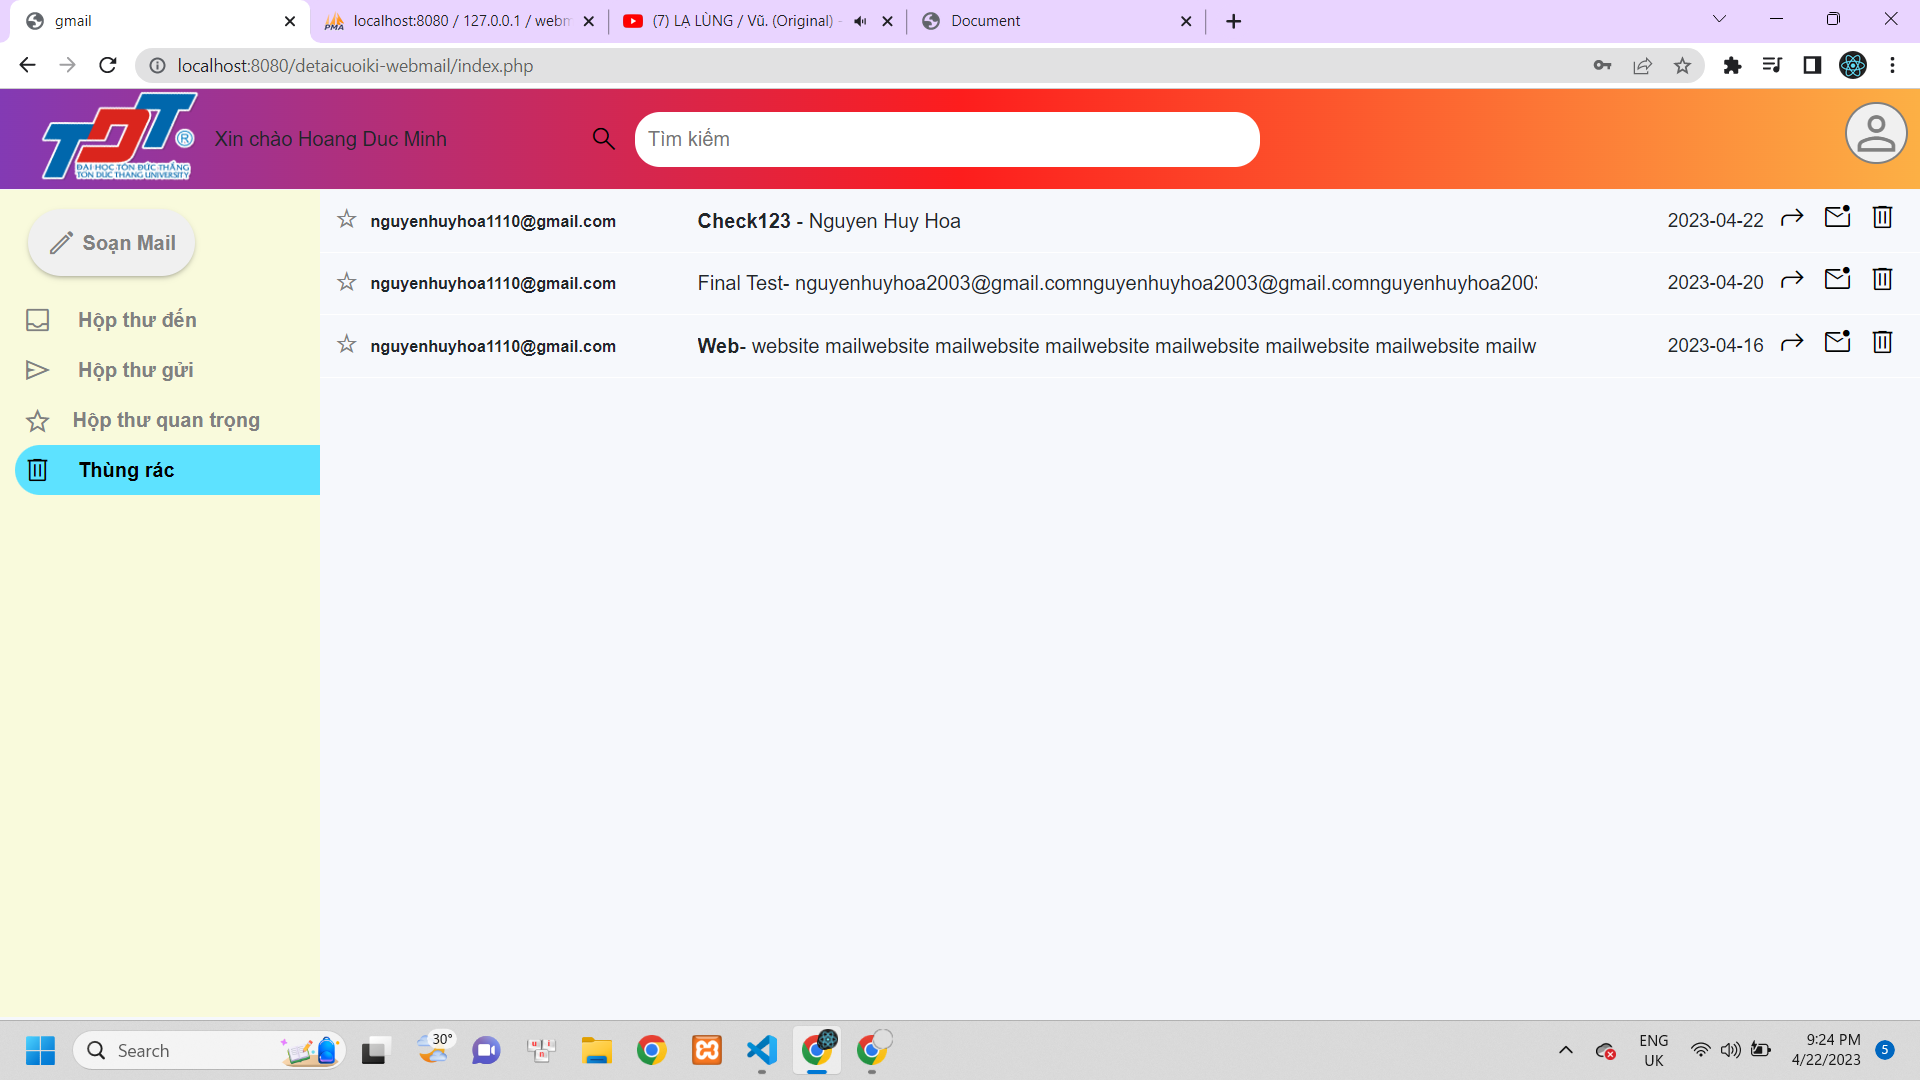 gmail
localhost:8080 / 127.0.0.1 / webm
(7) LẠ LÙNG / Vũ. (Original) -
Document
localhost:8080/detaicuoiki-webmail/index.php
TDT®
ĐẠI HỌC TÔN ĐỨC THẮNG
TON DUC THANG UNIVERSITY
Xin chào Hoang Duc Minh
Tìm kiếm
Soạn Mail
Hộp thư đến
Hộp thư gửi
Hộp thư quan trọng
Thùng rác
nguyenhuyhoa1110@gmail.com Check123 - Nguyen Huy Hoa 2023-04-22
nguyenhuyhoa1110@gmail.com Final Test- nguyenhuyhoa2003@gmail.comnguyenhuyhoa2003@gmail.comnguyenhuyhoa2003 2023-04-20
nguyenhuyhoa1110@gmail.com Web- website mailwebsite mailwebsite mailwebsite mailwebsite mailwebsite mailwebsite mailw 2023-04-16
Search
30°
ENG
UK
9:24 PM
4/22/2023
5